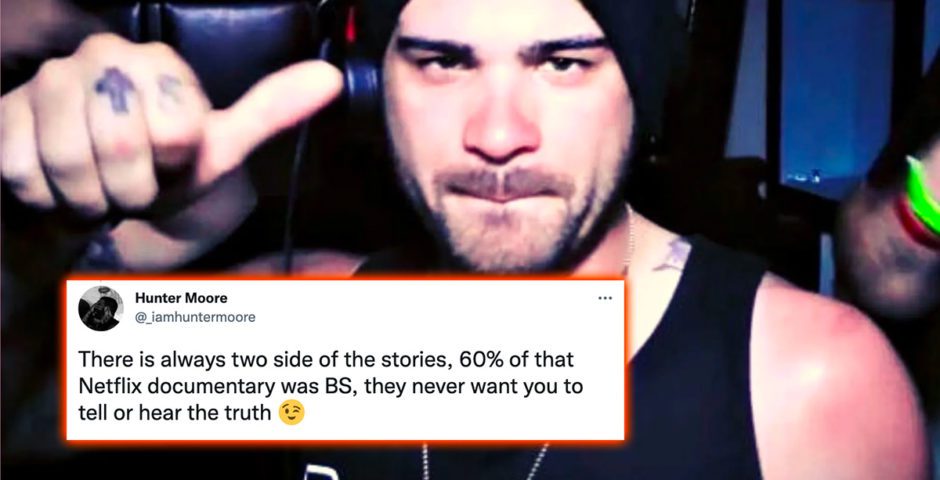 Hunter Moore
@_iamhuntermoore
There is always two side of the stories, 60% of that
Netflix documentary was BS, they never want you to
tell or hear the truth 😉